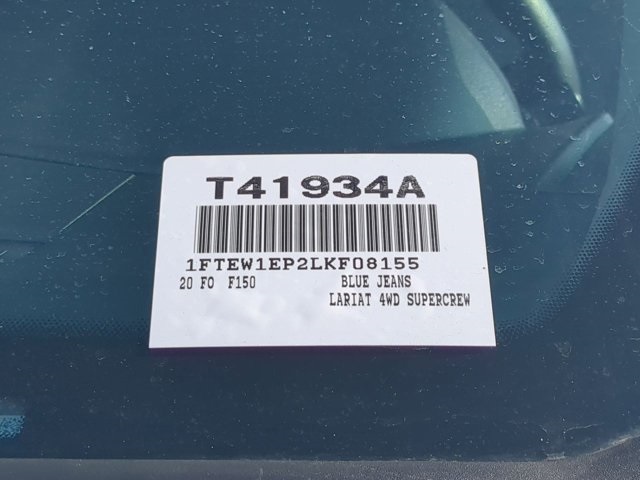 T41934A
1FTEW1EP2LKF08155
20 FO F150 BLUE JEANS
LARIAT 4WD SUPERCREW